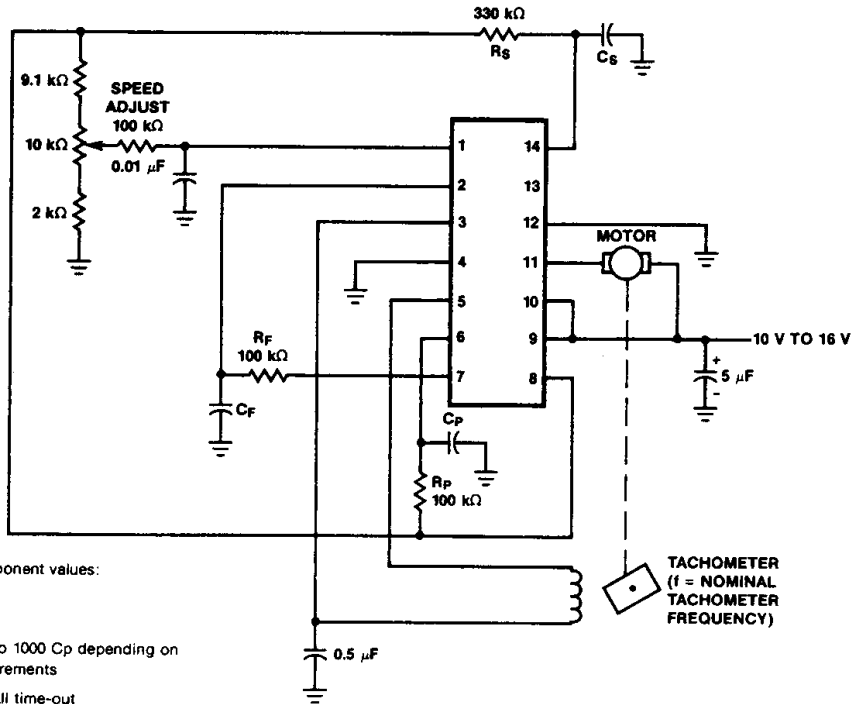 330 kΩ
RS
CS
9.1 kΩ
SPEED
ADJUST
100 kΩ
10 kΩ
0.01 μF
2 kΩ
1
2
3
4
5
6
7
14
13
12
11
10
9
8
MOTOR
10 V TO 16 V
+
5 μF
-
RF
100 kΩ
CF
CP
RP
100 kΩ
TACHOMETER
(f = NOMINAL
TACHOMETER
FREQUENCY)
0.5 μF
values:
1000 Cp depending on
time-out